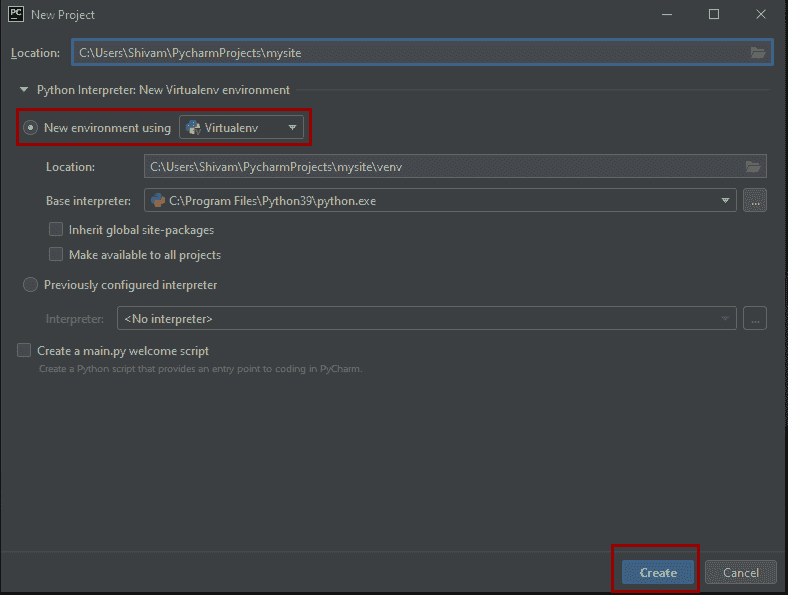 PC New Project
Location: C:\Users\Shivam\PycharmProjects\mysite
Python Interpreter: New Virtualenv environment
New environment using Virtualenv
Location: C:\Users\Shivam\PycharmProjects\mysite\venv
Base interpreter: C:\Program Files\Python39\python.exe ...
Inherit global site-packages
Make available to all projects
Previously configured interpreter
Interpreter: <No interpreter> ...
Create a main.py welcome script
Create a Python script that provides an entry point to coding in PyCharm.
Create Cancel